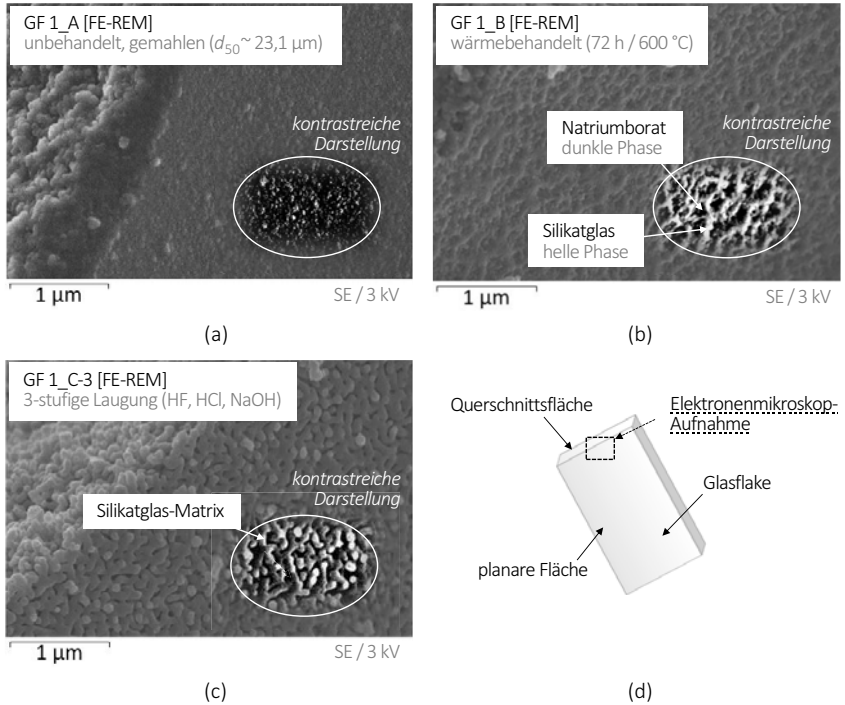 GF 1_A [FE-REM]
unbehandelt, gemahlen (d50~ 23,1 µm)
kontrastreiche
Darstellung
1 µm
SE / 3 kV
(a)
GF 1_B [FE-REM]
wärmebehandelt (72 h / 600 °C)
Natriumborat
dunkle Phase
kontrastreiche
Darstellung
Silikatglas
helle Phase
1 µm
SE / 3 kV
(b)
GF 1_C-3 [FE-REM]
3-stufige Laugung (HF, HCl, NaOH)
kontrastreiche
Darstellung
Silikatglas-Matrix
1 µm
SE / 3 kV
(c)
Querschnittsfläche
Elektronenmikroskop-
Aufnahme
Glasflake
planare Fläche
(d)